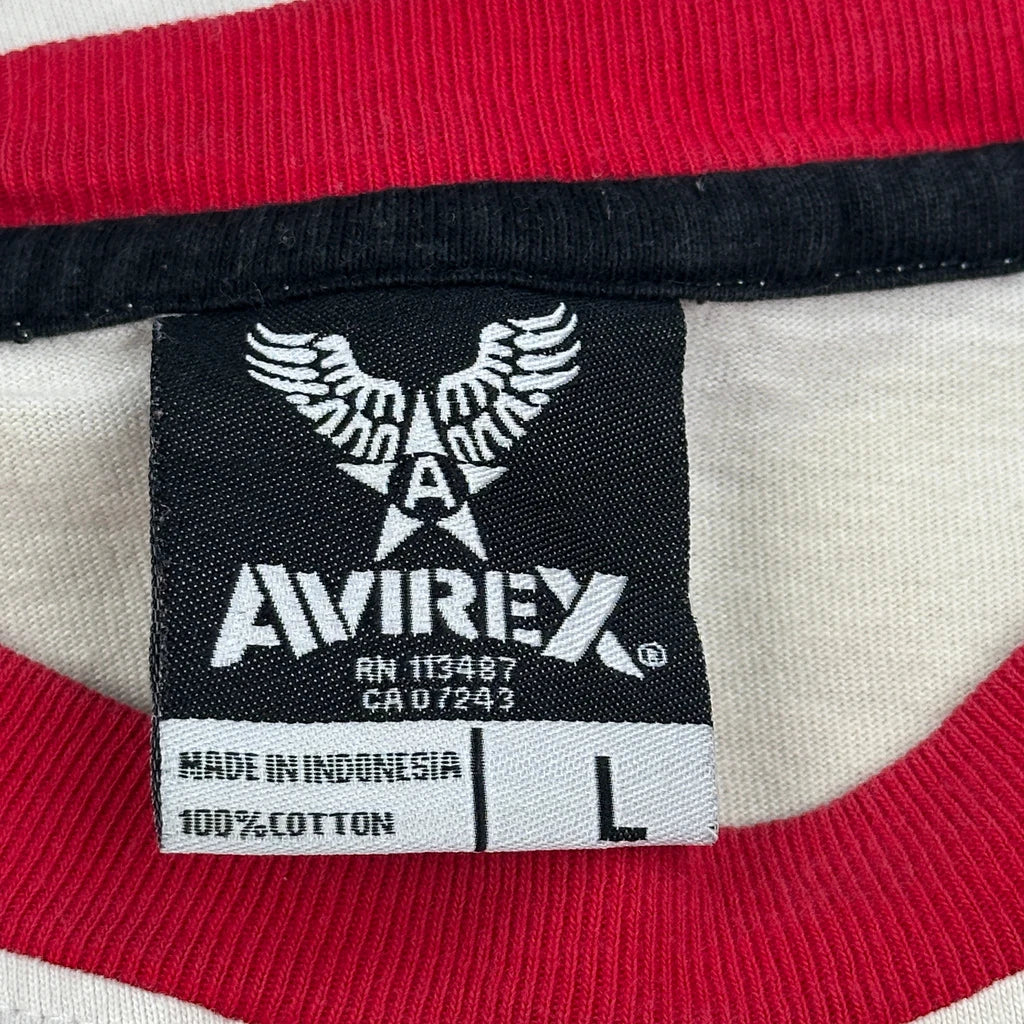 A
AVIREX®
RN 113487
CA 07243
MADE IN INDONESIA
100% COTTON
L